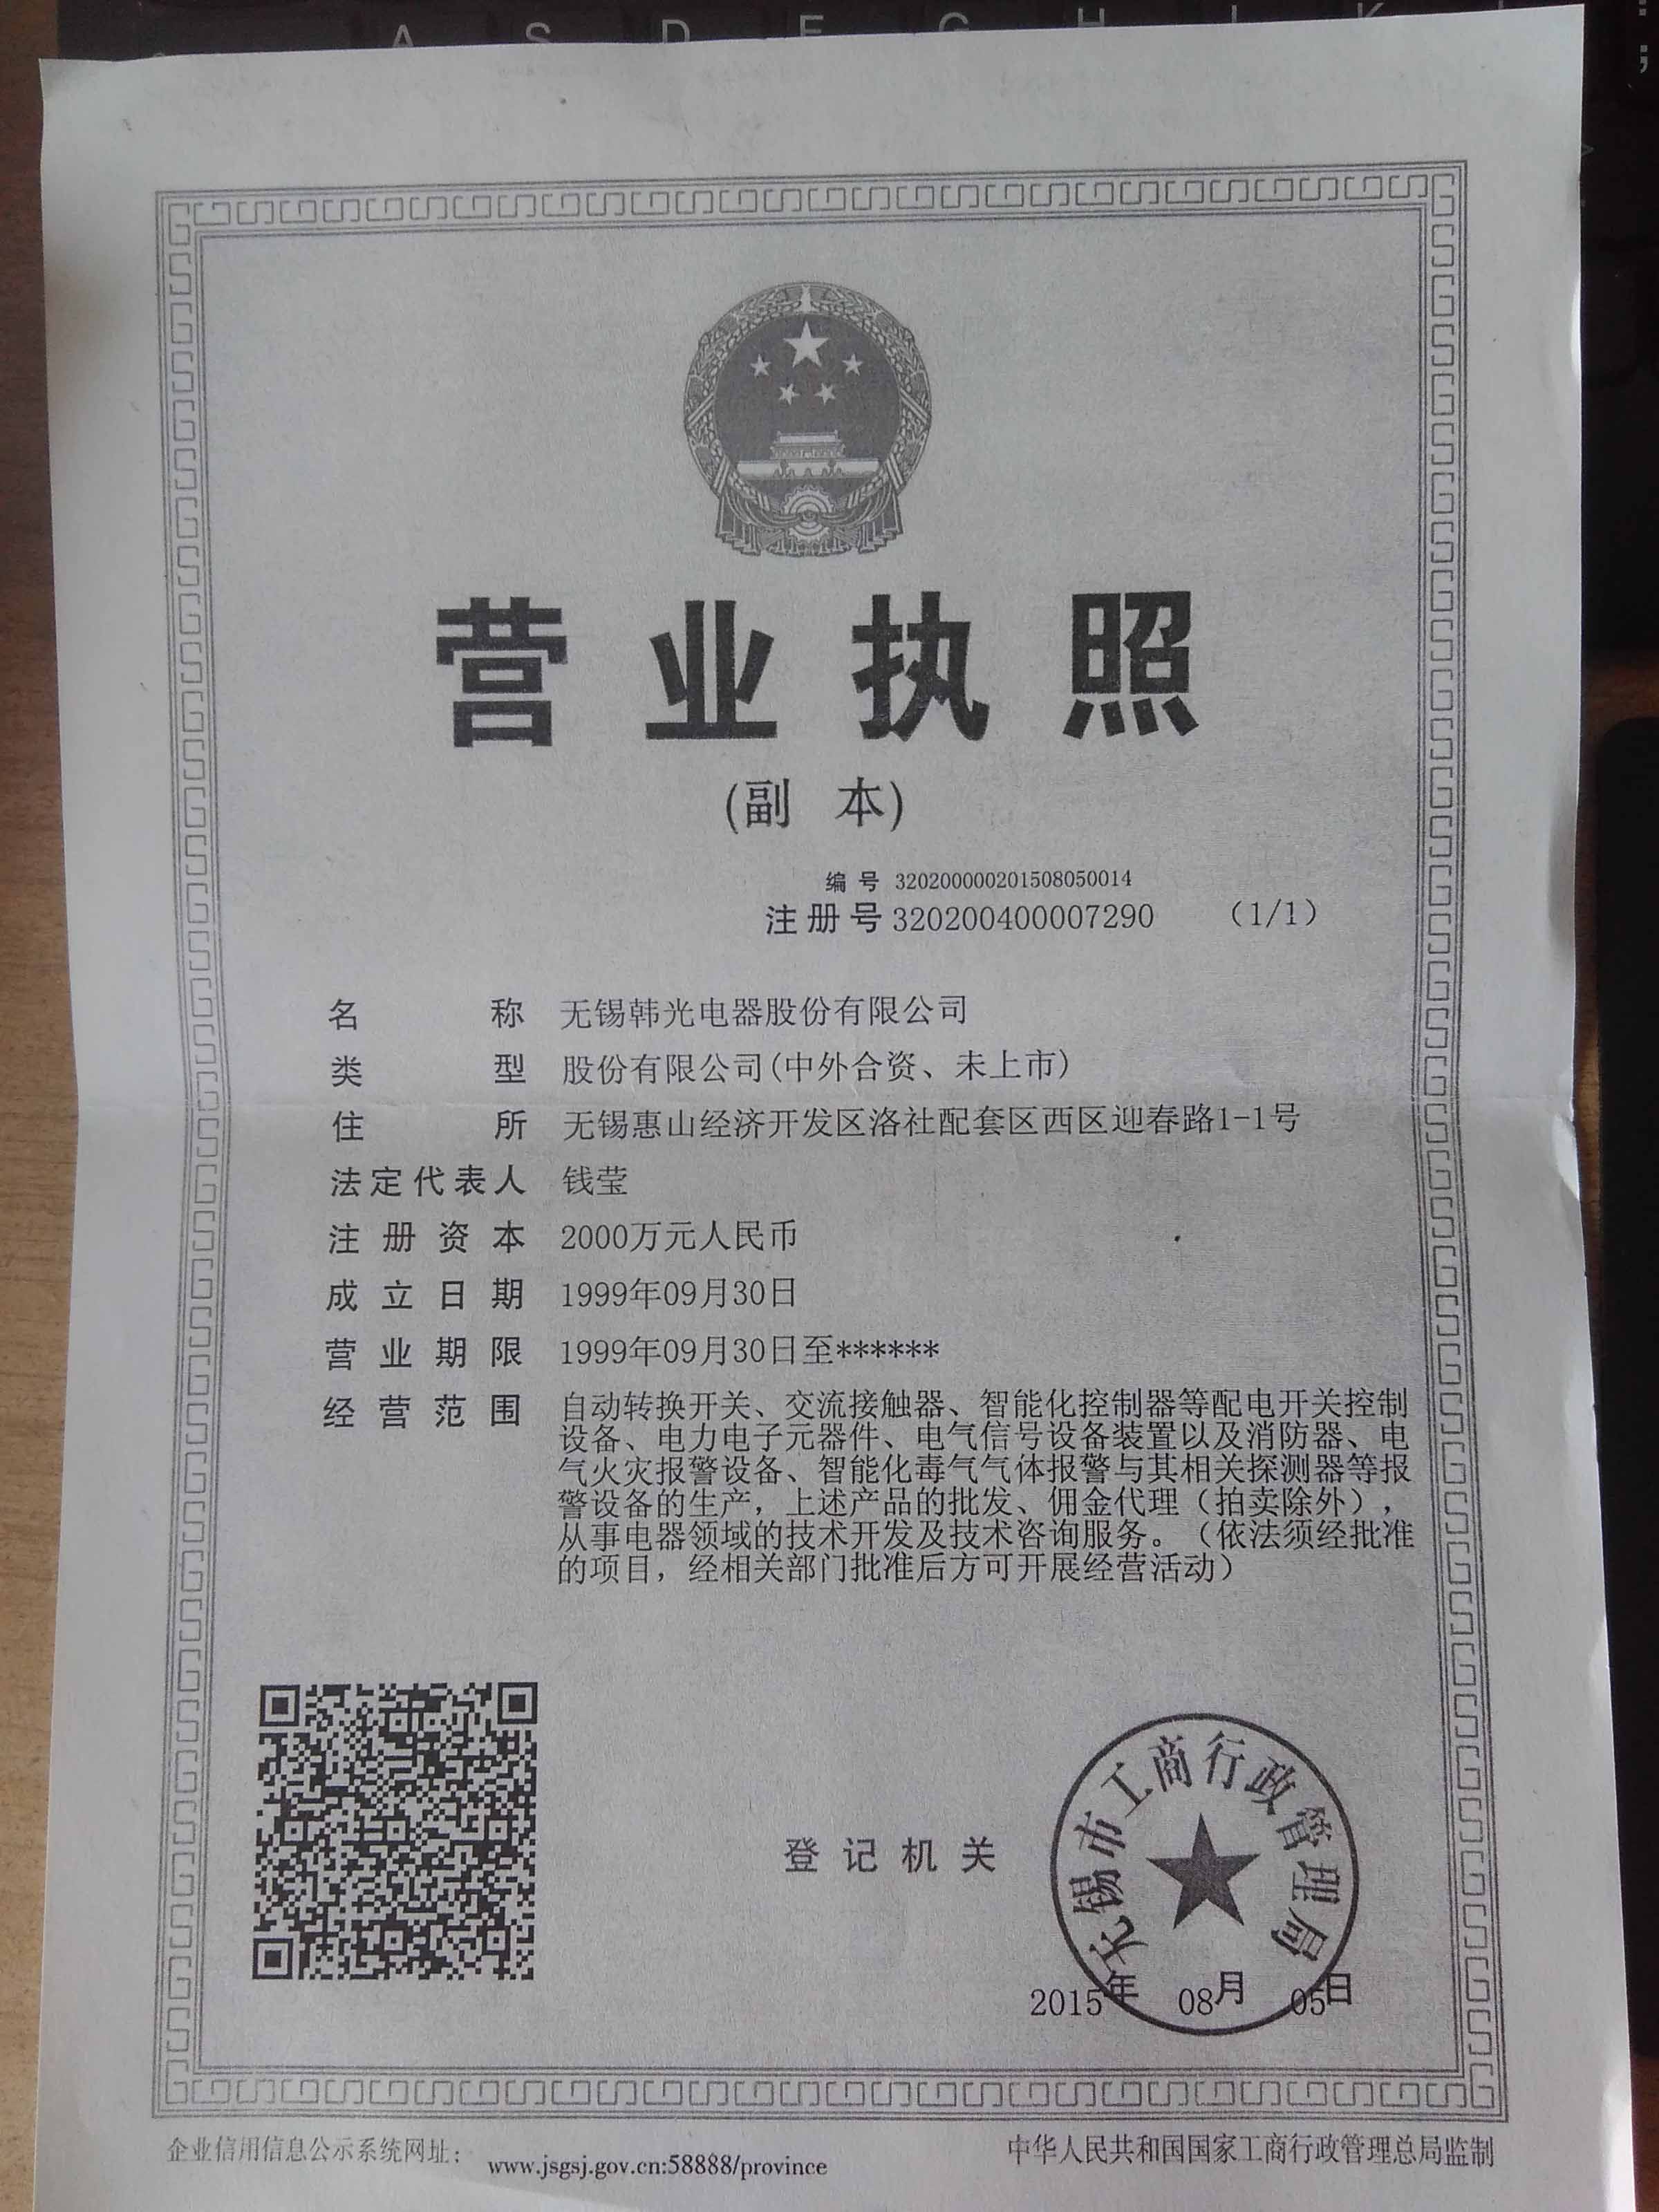 A S D F G H J K L
营业执照
(副 本)
编号 320200000201508050014
注册号 320200400007290 （1/1）
名称 无锡韩光电器股份有限公司
类型 股份有限公司(中外合资、未上市)
住所 无锡惠山经济开发区洛社配套区西区迎春路1-1号
法定代表人 钱莹
注册资本 2000万元人民币
成立日期 1999年09月30日
营业期限 1999年09月30日至******
经营范围 自动转换开关、交流接触器、智能化控制器等配电开关控制
设备、电力电子元器件、电气信号设备装置以及消防器、电
气火灾报警设备、智能化毒气气体报警与其相关探测器等报
警设备的生产，上述产品的批发、佣金代理（拍卖除外），
从事电器领域的技术开发及技术咨询服务。（依法须经批准
的项目，经相关部门批准后方可开展经营活动）
无锡市工商行政管理局
登记机关
2015年 08月 05日
企业信用信息公示系统网址： www.jsgsj.gov.cn:58888/province
中华人民共和国国家工商行政管理总局监制